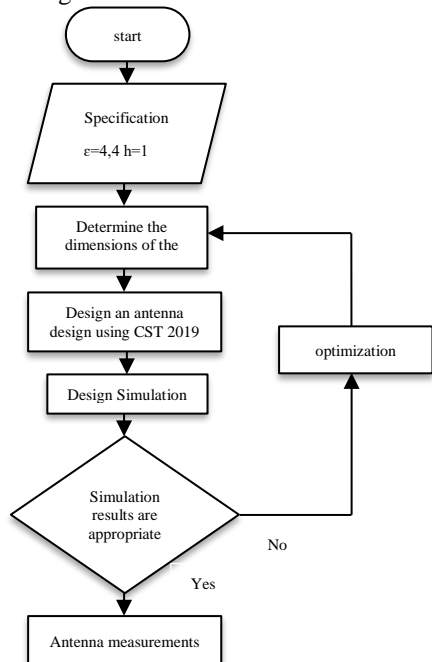 start
Specification
ε=4,4 h=1
Determine the
dimensions of the
Design an antenna
design using CST 2019
optimization
Design Simulation
Simulation
results are
appropriate
No
Yes
Antenna measurements